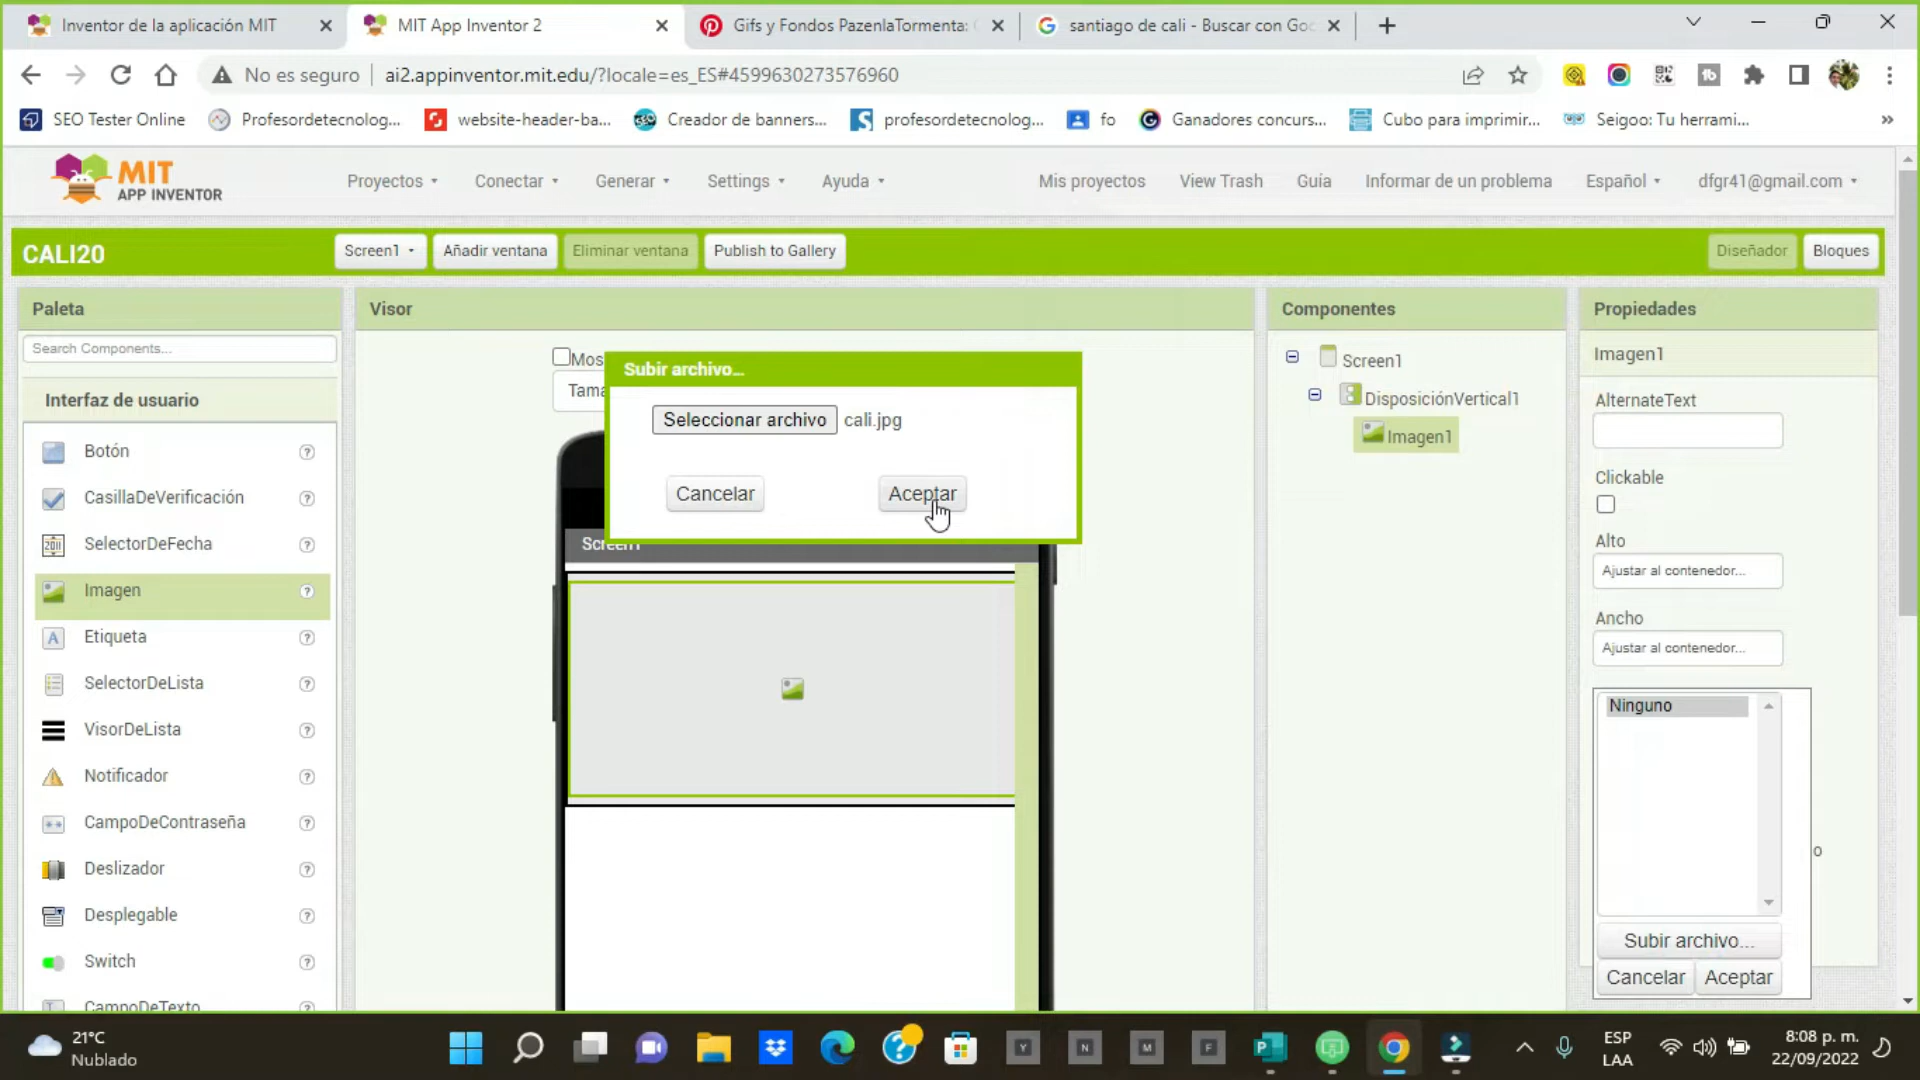 Inventor de la aplicación MIT
MIT App Inventor 2
Gifs y Fondos PazenlaTormenta:
santiago de cali - Buscar con Goo
No es seguro
ai2.appinventor.mit.edu/?locale=es_ES#4599630273576960
SEO Tester Online
Profesordetecnolog...
website-header-ba...
Creador de banners...
profesordetecnolog...
fo
Ganadores concurs...
Cubo para imprimir...
Seigoo: Tu herrami...
»
MIT
APP INVENTOR
Proyectos
Conectar
Generar
Settings
Ayuda
Mis proyectos
View Trash
Guía
Informar de un problema
Español
dfgr41@gmail.com
CALI20
Screen1
Añadir ventana
Eliminar ventana
Publish to Gallery
Diseñador
Bloques
Paleta
Visor
Componentes
Propiedades
Search Components...
Interfaz de usuario
Botón
CasillaDeVerificación
SelectorDeFecha
Imagen
Etiqueta
SelectorDeLista
VisorDeLista
Notificador
CampoDeContraseña
Deslizador
Desplegable
Switch
CampoDeTexto
Mos
Tama
Subir archivo...
Seleccionar archivo
cali.jpg
Cancelar
Aceptar
Screen1
Screen1
DisposiciónVertical1
Imagen1
Imagen1
AlternateText
Clickable
Alto
Ajustar al contenedor...
Ancho
Ajustar al contenedor...
Ninguno
o
Subir archivo...
Cancelar
Aceptar
21°C
Nublado
Y
N
M
F
ESP
LAA
8:08 p. m.
22/09/2022